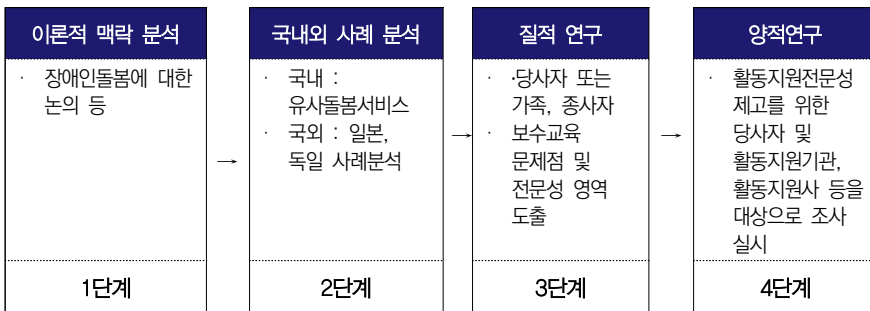 이론적 맥락 분석
· 장애인돌봄에 대한
논의 등
1단계
→
국내외 사례 분석
· 국내 :
유사돌봄서비스
· 국외 : 일본,
독일 사례분석
2단계
→
질적 연구
· ·당사자 또는
가족, 종사자
· 보수교육
문제점 및
전문성 영역
도출
3단계
→
양적연구
· 활동지원전문성
제고를 위한
당사자 및
활동지원기관,
활동지원사 등을
대상으로 조사
실시
4단계